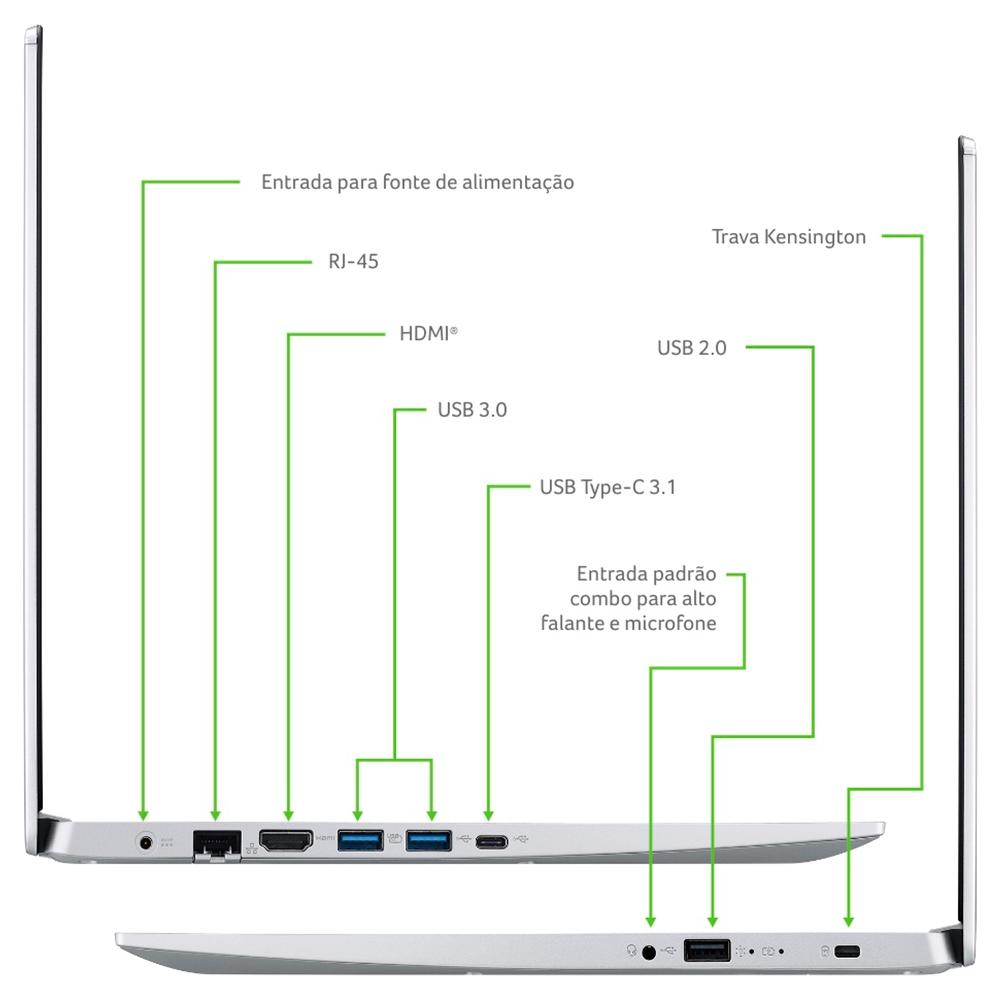 Entrada para fonte de alimentação
RJ-45
HDMI®
USB 3.0
USB Type-C 3.1
Trava Kensington
USB 2.0
Entrada padrão
combo para alto
falante e microfone
HDMI